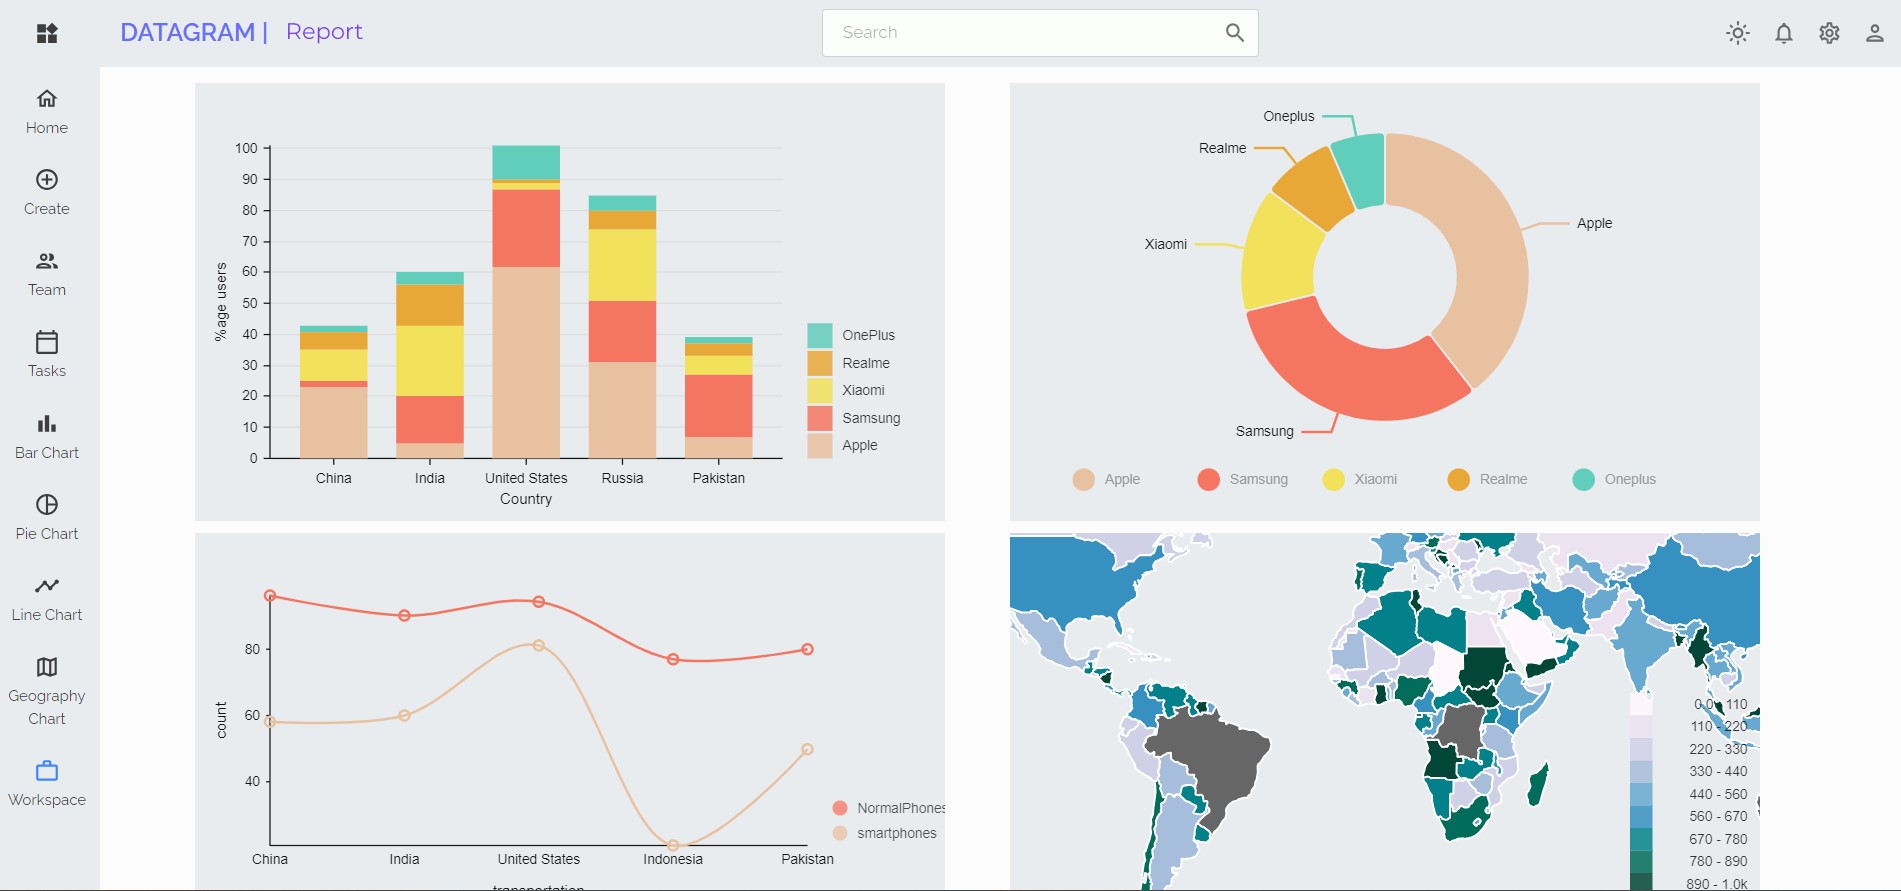 DATAGRAM | Report
Search
Home
Create
Team
Tasks
Bar Chart
Pie Chart
Line Chart
Geography
Chart
Workspace
100
90
80
70
60
50
40
30
20
10
0
%age users
China India United States Russia Pakistan
Country
OnePlus
Realme
Xiaomi
Samsung
Apple
Oneplus
Realme
Xiaomi
Apple
Samsung
Apple Samsung Xiaomi Realme Oneplus
80
60
40
count
China India United States Indonesia Pakistan
transportation
NormalPhones
smartphones
0.0 - 110
110 - 220
220 - 330
330 - 440
440 - 560
560 - 670
670 - 780
780 - 890
890 - 1.0k